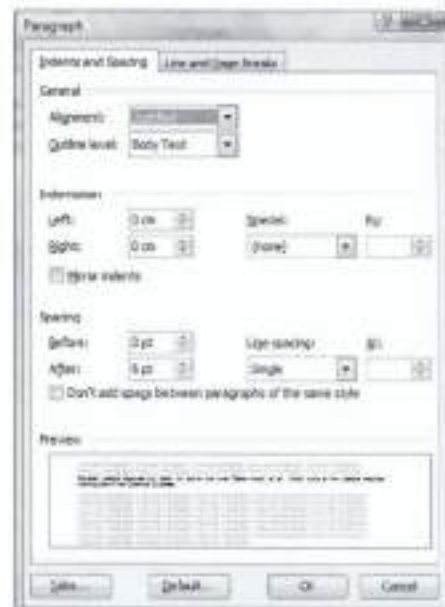 Paragraph
Indents and Spacing Line and Page Breaks
General
Alignment: Justified
Outline level: Body Text
Indentation
Left: 0 cm Special: By:
Right: 0 cm (none)
Mirror indents
Spacing
Before: 0 pt Line spacing: At:
After: 6 pt Single
Don't add space between paragraphs of the same style
Preview
Tabs... Default... OK Cancel